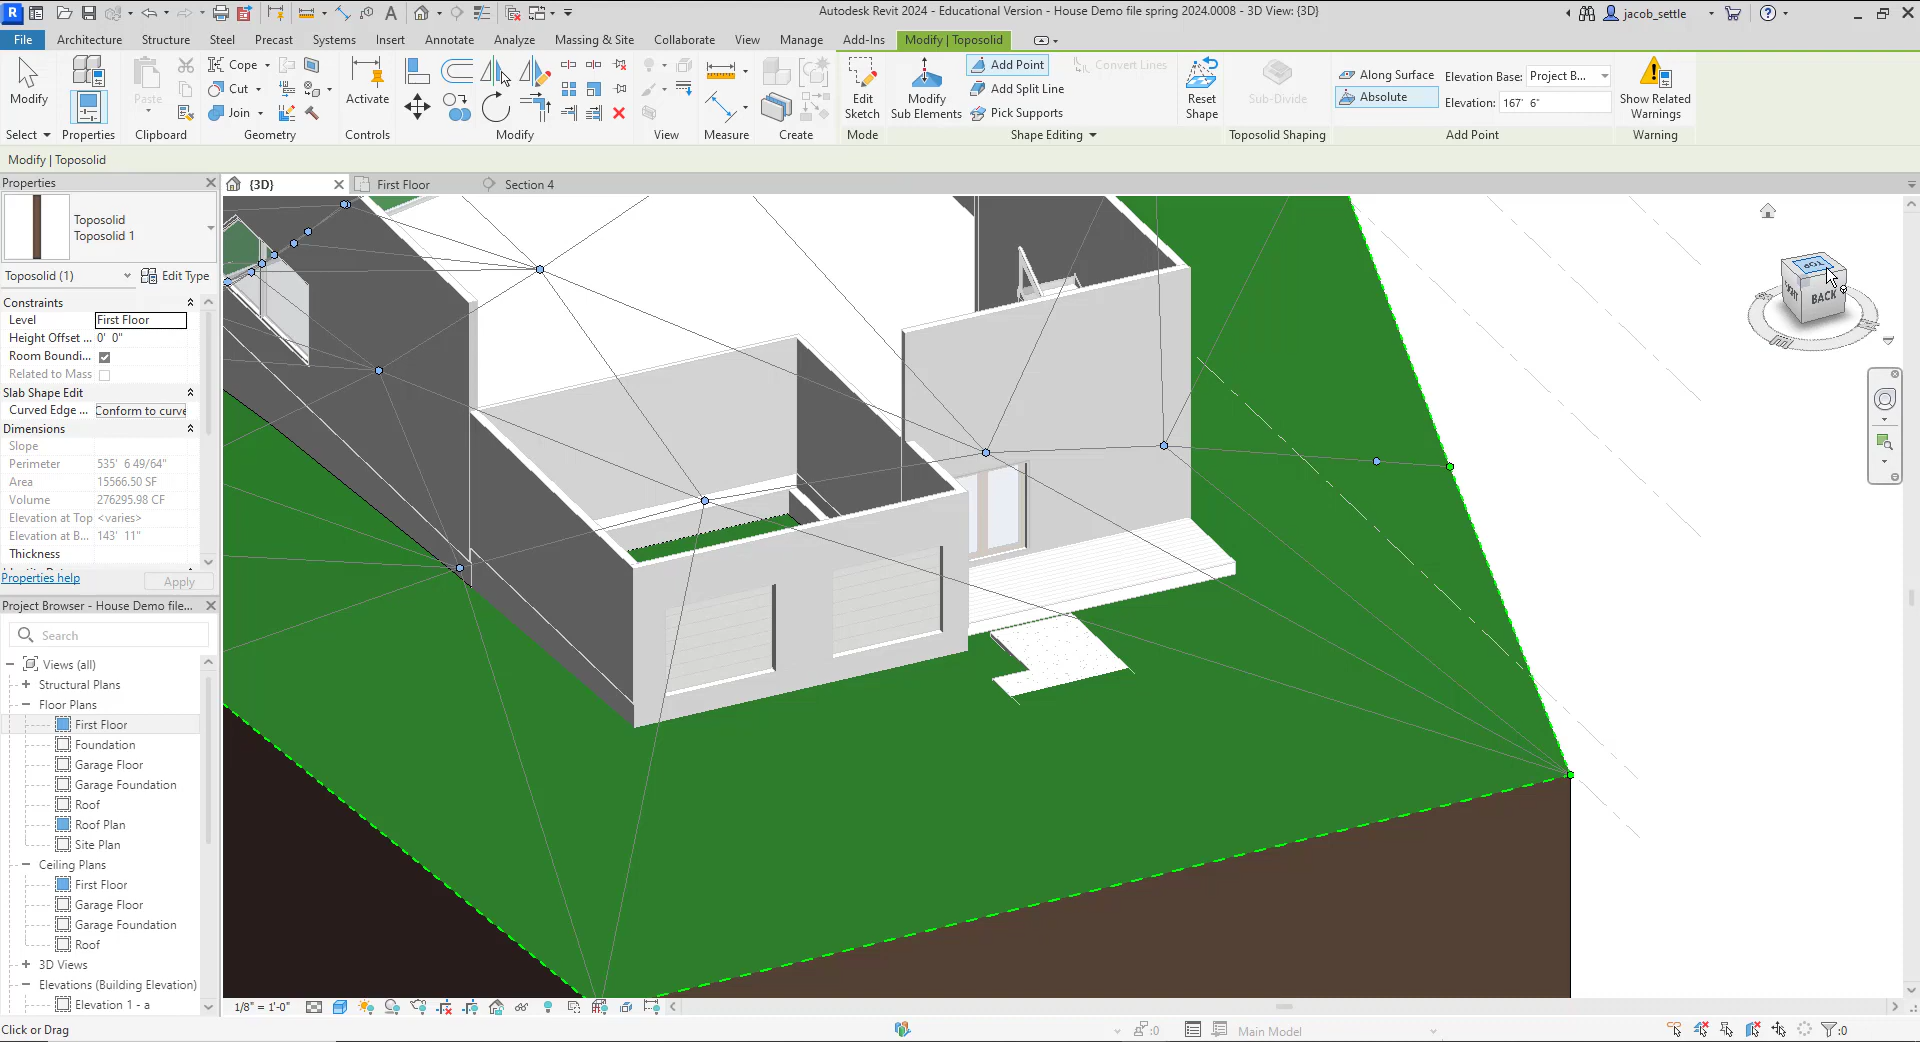 Autodesk Revit 2024 - Educational Version - House Demo file spring 2024.0008 - 3D View: {3D}
jacob_settle
File Architecture Structure Steel Precast Systems Insert Annotate Analyze Massing & Site Collaborate View Manage Add-Ins Modify | Toposolid
Modify
Paste
Cope
Cut
Join
Activate
Edit Sketch
Modify Sub Elements
Add Point
Add Split Line
Pick Supports
Convert Lines
Reset Shape
Sub-Divide
Along Surface
Absolute
Elevation Base: Project B...
Elevation: 167' 6"
Show Related Warnings
Select Properties Clipboard Geometry Controls Modify View Measure Create Mode Shape Editing Toposolid Shaping Add Point Warning
Modify | Toposolid
Properties
Toposolid
Toposolid 1
Toposolid (1) Edit Type
Constraints
Level First Floor
Height Offset ... 0' 0"
Room Boundi...
Related to Mass
Slab Shape Edit
Curved Edge ... Conform to curve
Dimensions
Slope
Perimeter 535' 6 49/64"
Area 15566.50 SF
Volume 276295.98 CF
Elevation at Top <varies>
Elevation at B... 143' 11"
Thickness
Properties help Apply
Project Browser - House Demo file...
Search
Views (all)
Structural Plans
Floor Plans
First Floor
Foundation
Garage Floor
Garage Foundation
Roof
Roof Plan
Site Plan
Ceiling Plans
First Floor
Garage Floor
Garage Foundation
Roof
3D Views
Elevations (Building Elevation)
Elevation 1 - a
{3D} First Floor Section 4
TOP
BACK
1/8" = 1'-0"
Click or Drag
:0
Main Model
:0